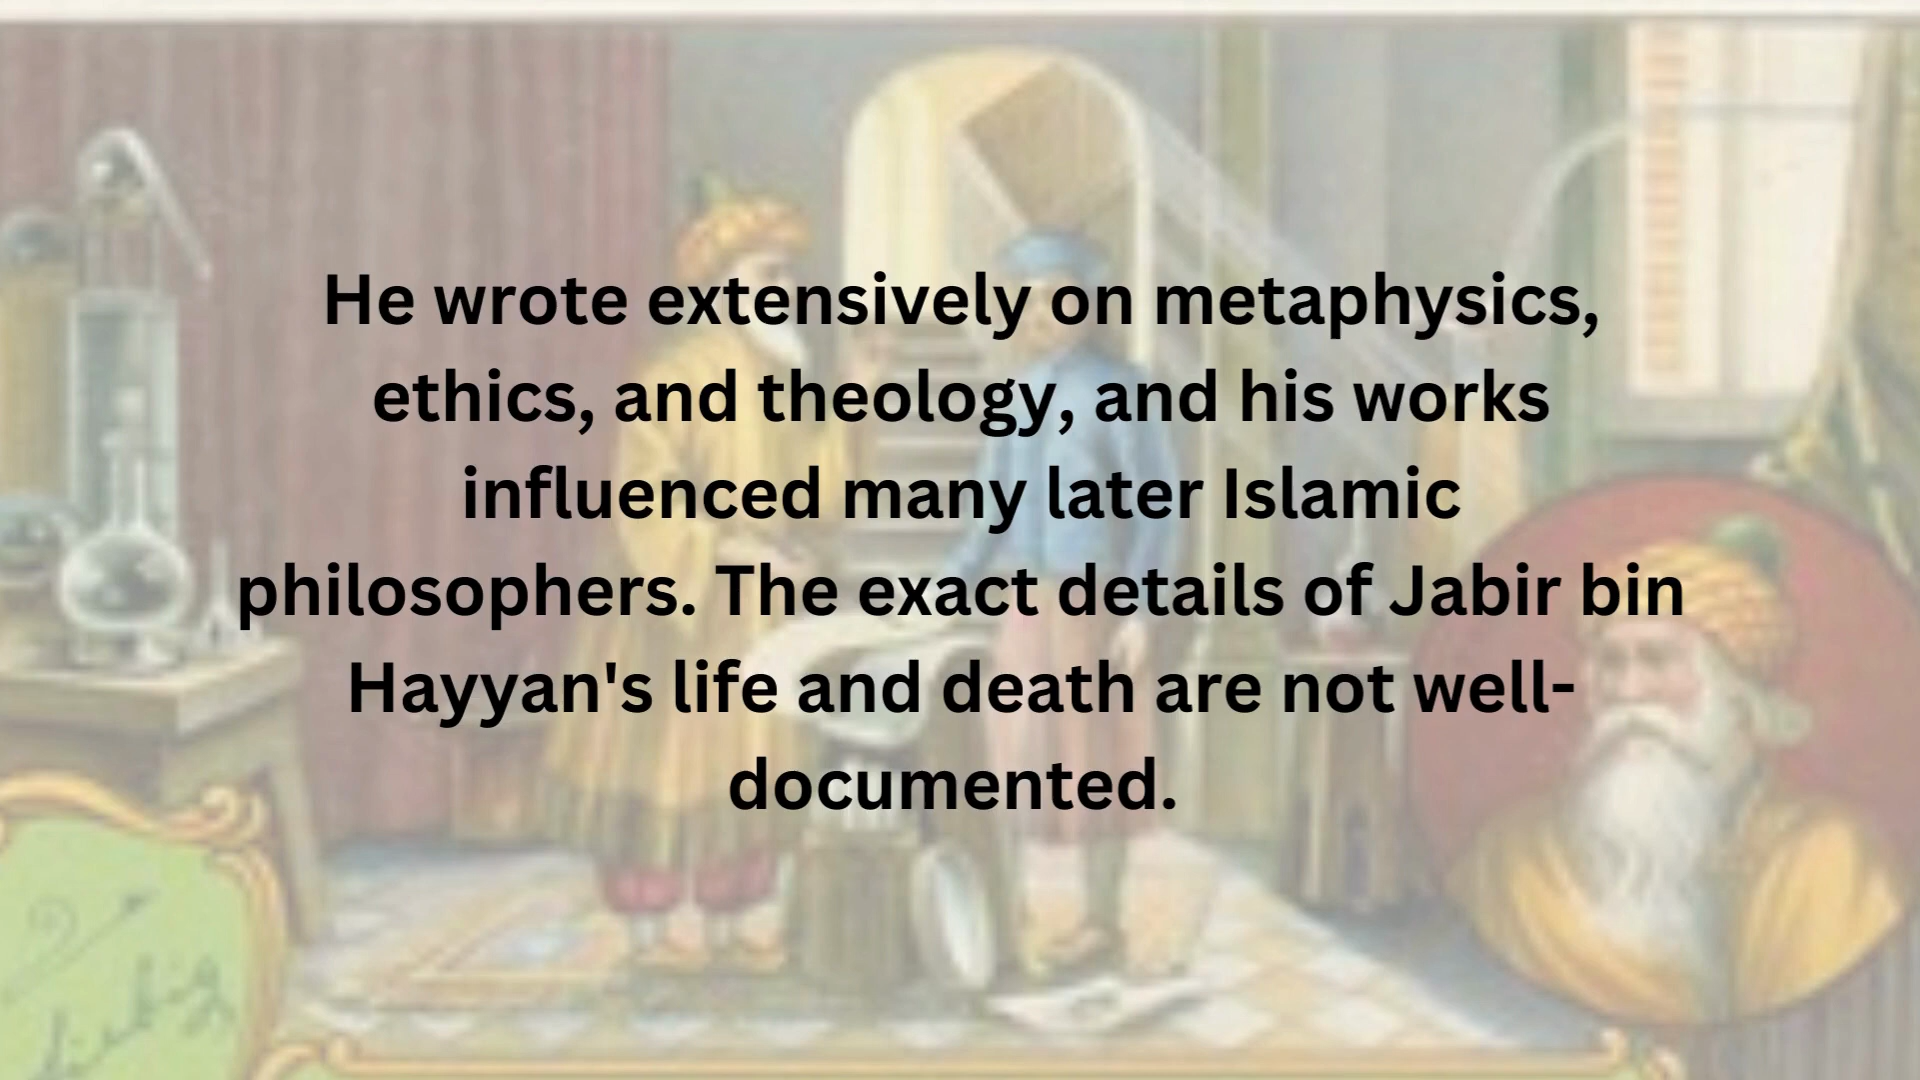 He wrote extensively on metaphysics,
ethics, and theology, and his works
influenced many later Islamic
philosophers. The exact details of Jabir bin
Hayyan's life and death are not well-
documented.
Liebig